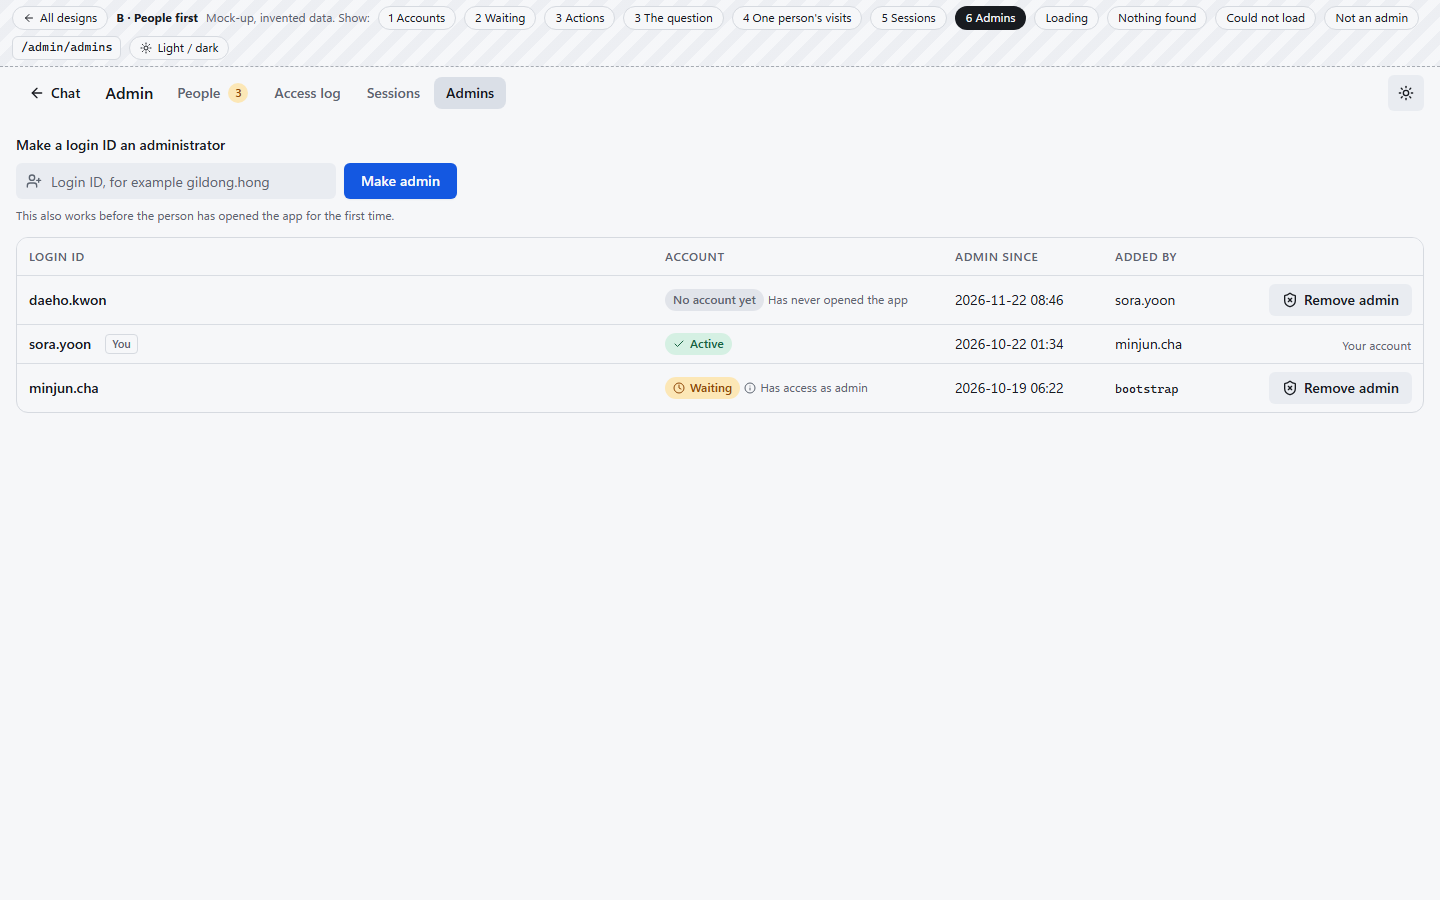 ← All designs B · People first Mock-up, invented data. Show: 1 Accounts 2 Waiting 3 Actions 3 The question 4 One person's visits 5 Sessions 6 Admins Loading Nothing found Could not load Not an admin
/admin/admins Light / dark
← Chat Admin People 3 Access log Sessions Admins
Make a login ID an administrator
Login ID, for example gildong.hong Make admin
This also works before the person has opened the app for the first time.
LOGIN ID ACCOUNT ADMIN SINCE ADDED BY
daeho.kwon No account yet Has never opened the app 2026-11-22 08:46 sora.yoon Remove admin
sora.yoon You Active 2026-10-22 01:34 minjun.cha Your account
minjun.cha Waiting Has access as admin 2026-10-19 06:22 bootstrap Remove admin